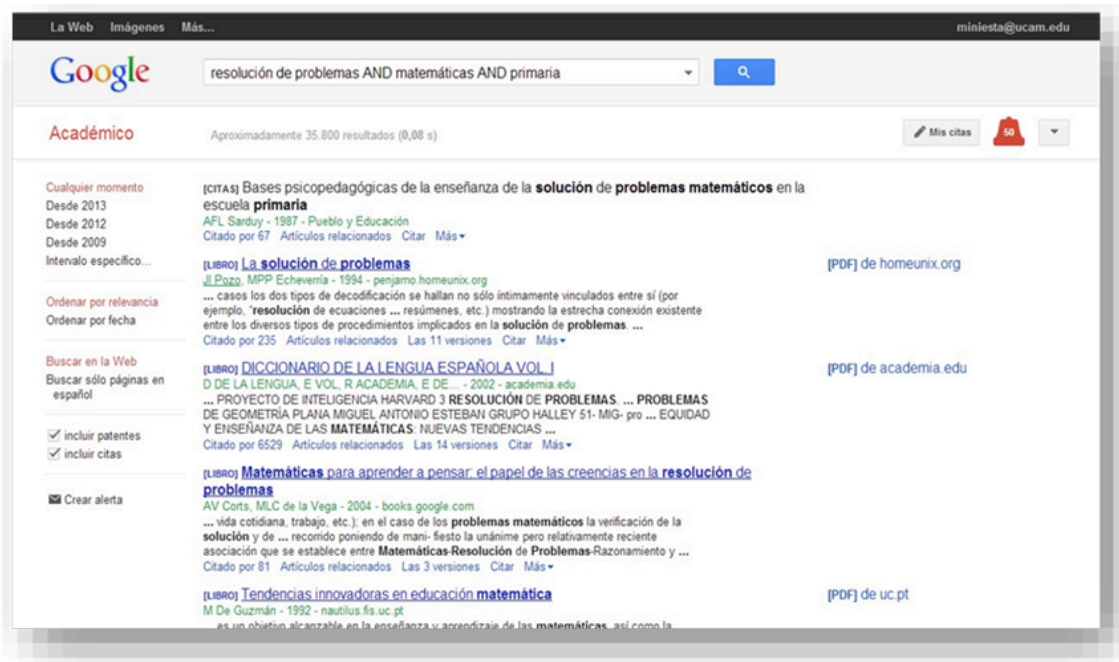 La Web Imágenes Más... miniesta@ucam.edu
Google resolución de problemas AND matemáticas AND primaria
Académico Aproximadamente 35.800 resultados (0,08 s) Mis citas 50
Cualquier momento
Desde 2013
Desde 2012
Desde 2009
Intervalo específico...
Ordenar por relevancia
Ordenar por fecha
Buscar en la Web
Buscar sólo páginas en
español
incluir patentes
incluir citas
Crear alerta
[CITAS] Bases psicopedagógicas de la enseñanza de la solución de problemas matemáticos en la
escuela primaria
AFL Sarduy - 1987 - Pueblo y Educación
Citado por 67 Artículos relacionados Citar Más
[LIBRO] La solución de problemas [PDF] de homeunix.org
JI Pozo, MPP Echeverría - 1994 - penjamo.homeunix.org
... casos los dos tipos de decodificación se hallan no sólo íntimamente vinculados entre sí (por
ejemplo, "resolución de ecuaciones ... resúmenes, etc.) mostrando la estrecha conexión existente
entre los diversos tipos de procedimientos implicados en la solución de problemas. ...
Citado por 235 Artículos relacionados Las 11 versiones Citar Más
[LIBRO] DICCIONARIO DE LA LENGUA ESPAÑOLA VOL. I [PDF] de academia.edu
D DE LA LENGUA, E VOL, R ACADEMIA, E DE... - 2002 - academia.edu
... PROYECTO DE INTELIGENCIA HARVARD 3 RESOLUCIÓN DE PROBLEMAS. ... PROBLEMAS
DE GEOMETRÍA PLANA MIGUEL ANTONIO ESTEBAN GRUPO HALLEY 51- MIG- pro ... EQUIDAD
Y ENSEÑANZA DE LAS MATEMÁTICAS: NUEVAS TENDENCIAS ...
Citado por 6529 Artículos relacionados Las 14 versiones Citar Más
[LIBRO] Matemáticas para aprender a pensar: el papel de las creencias en la resolución de
problemas
AV Corts, MLC de la Vega - 2004 - books.google.com
... vida cotidiana, trabajo, etc.); en el caso de los problemas matemáticos la verificación de la
solución y de ... recorrido poniendo de mani- fiesto la unánime pero relativamente reciente
asociación que se establece entre Matemáticas-Resolución de Problemas-Razonamiento y ...
Citado por 81 Artículos relacionados Las 3 versiones Citar Más
[LIBRO] Tendencias innovadoras en educación matemática [PDF] de uc.pt
M De Guzmán - 1992 - nautilus.fis.uc.pt
... es un objetivo alcanzable en la enseñanza y aprendizaje de las matemáticas, así como la